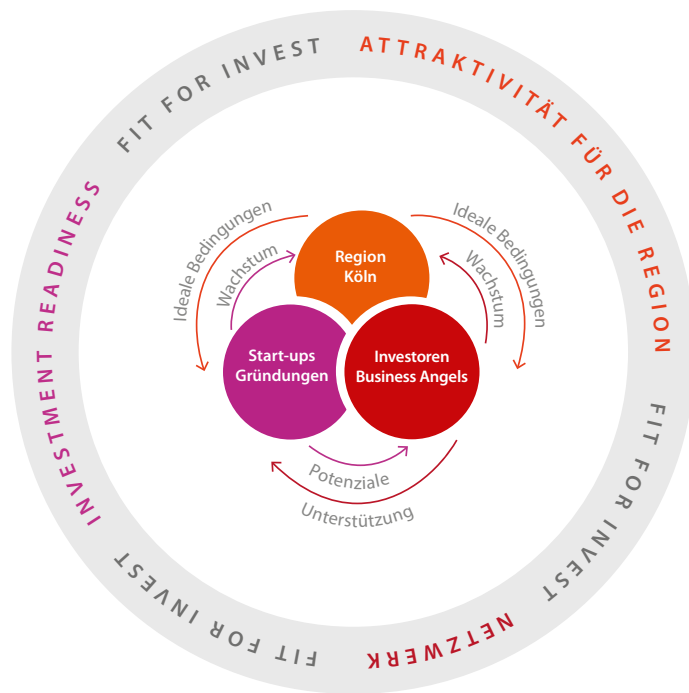 FIT FOR INVEST
ATTRAKTIVITÄT FÜR DIE REGION
FIT FOR INVEST
NETZWERK
FIT FOR INVEST
INVESTMENT READINESS
Ideale Bedingungen
Wachstum
Region
Köln
Ideale Bedingungen
Wachstum
Start-ups
Gründungen
Investoren
Business Angels
Potenziale
Unterstützung